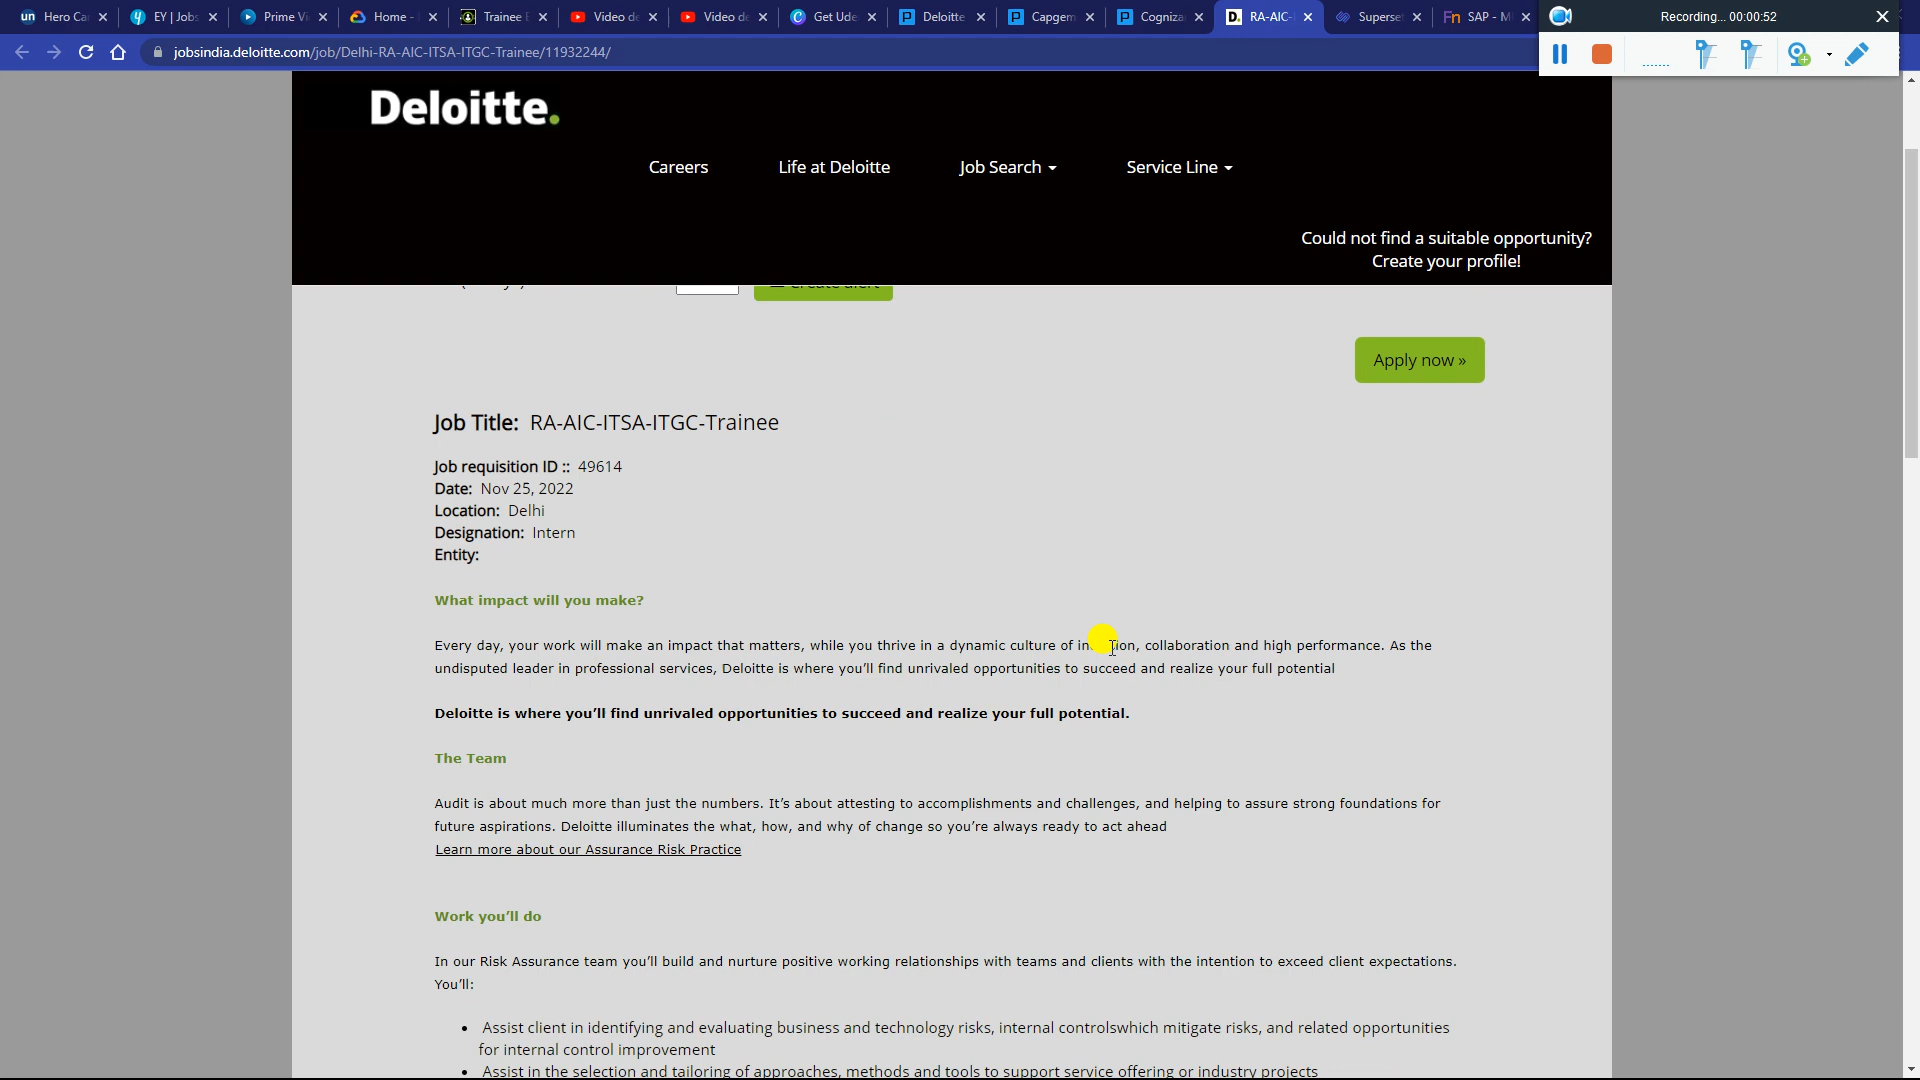 Hero Ca
EY | Jobs
Prime Vi
Home -
Trainee E
Video de
Video de
Get Ude
Deloitte
Capgem
Cogniza
RA-AIC-
Superse
SAP - M
Recording... 00:00:52
jobsindia.deloitte.com/job/Delhi-RA-AIC-ITSA-ITGC-Trainee/11932244/
Deloitte.
Careers
Life at Deloitte
Job Search
Service Line
Could not find a suitable opportunity?
Create your profile!
Create alert
Apply now »
Job Title: RA-AIC-ITSA-ITGC-Trainee
Job requisition ID :: 49614
Date: Nov 25, 2022
Location: Delhi
Designation: Intern
Entity:
What impact will you make?
Every day, your work will make an impact that matters, while you thrive in a dynamic culture of in ion, collaboration and high performance. As the
undisputed leader in professional services, Deloitte is where you’ll find unrivaled opportunities to succeed and realize your full potential
Deloitte is where you’ll find unrivaled opportunities to succeed and realize your full potential.
The Team
Audit is about much more than just the numbers. It’s about attesting to accomplishments and challenges, and helping to assure strong foundations for
future aspirations. Deloitte illuminates the what, how, and why of change so you’re always ready to act ahead
Learn more about our Assurance Risk Practice
Work you’ll do
In our Risk Assurance team you’ll build and nurture positive working relationships with teams and clients with the intention to exceed client expectations.
You’ll:
• Assist client in identifying and evaluating business and technology risks, internal controlswhich mitigate risks, and related opportunities
for internal control improvement
• Assist in the selection and tailoring of approaches, methods and tools to support service offering or industry projects